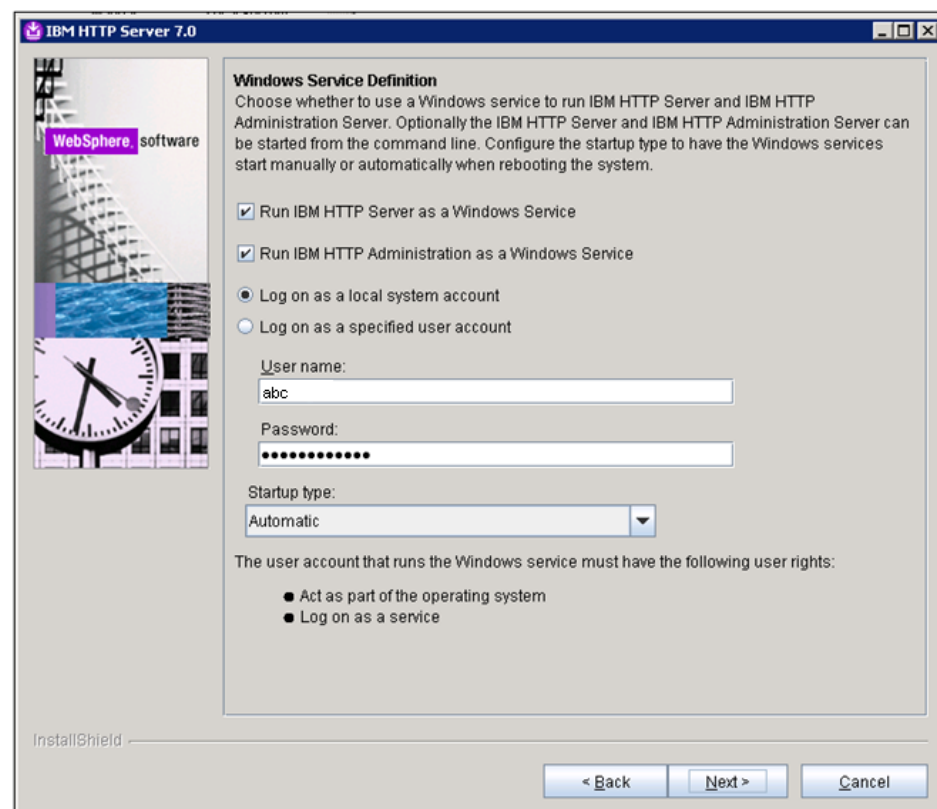 IBM HTTP Server 7.0
WebSphere. software
Windows Service Definition
Choose whether to use a Windows service to run IBM HTTP Server and IBM HTTP
Administration Server. Optionally the IBM HTTP Server and IBM HTTP Administration Server can
be started from the command line. Configure the startup type to have the Windows services
start manually or automatically when rebooting the system.
Run IBM HTTP Server as a Windows Service
Run IBM HTTP Administration as a Windows Service
Log on as a local system account
Log on as a specified user account
User name:
abc
Password:
••••••••••••
Startup type:
Automatic
The user account that runs the Windows service must have the following user rights:
● Act as part of the operating system
● Log on as a service
InstallShield
< Back
Next >
Cancel